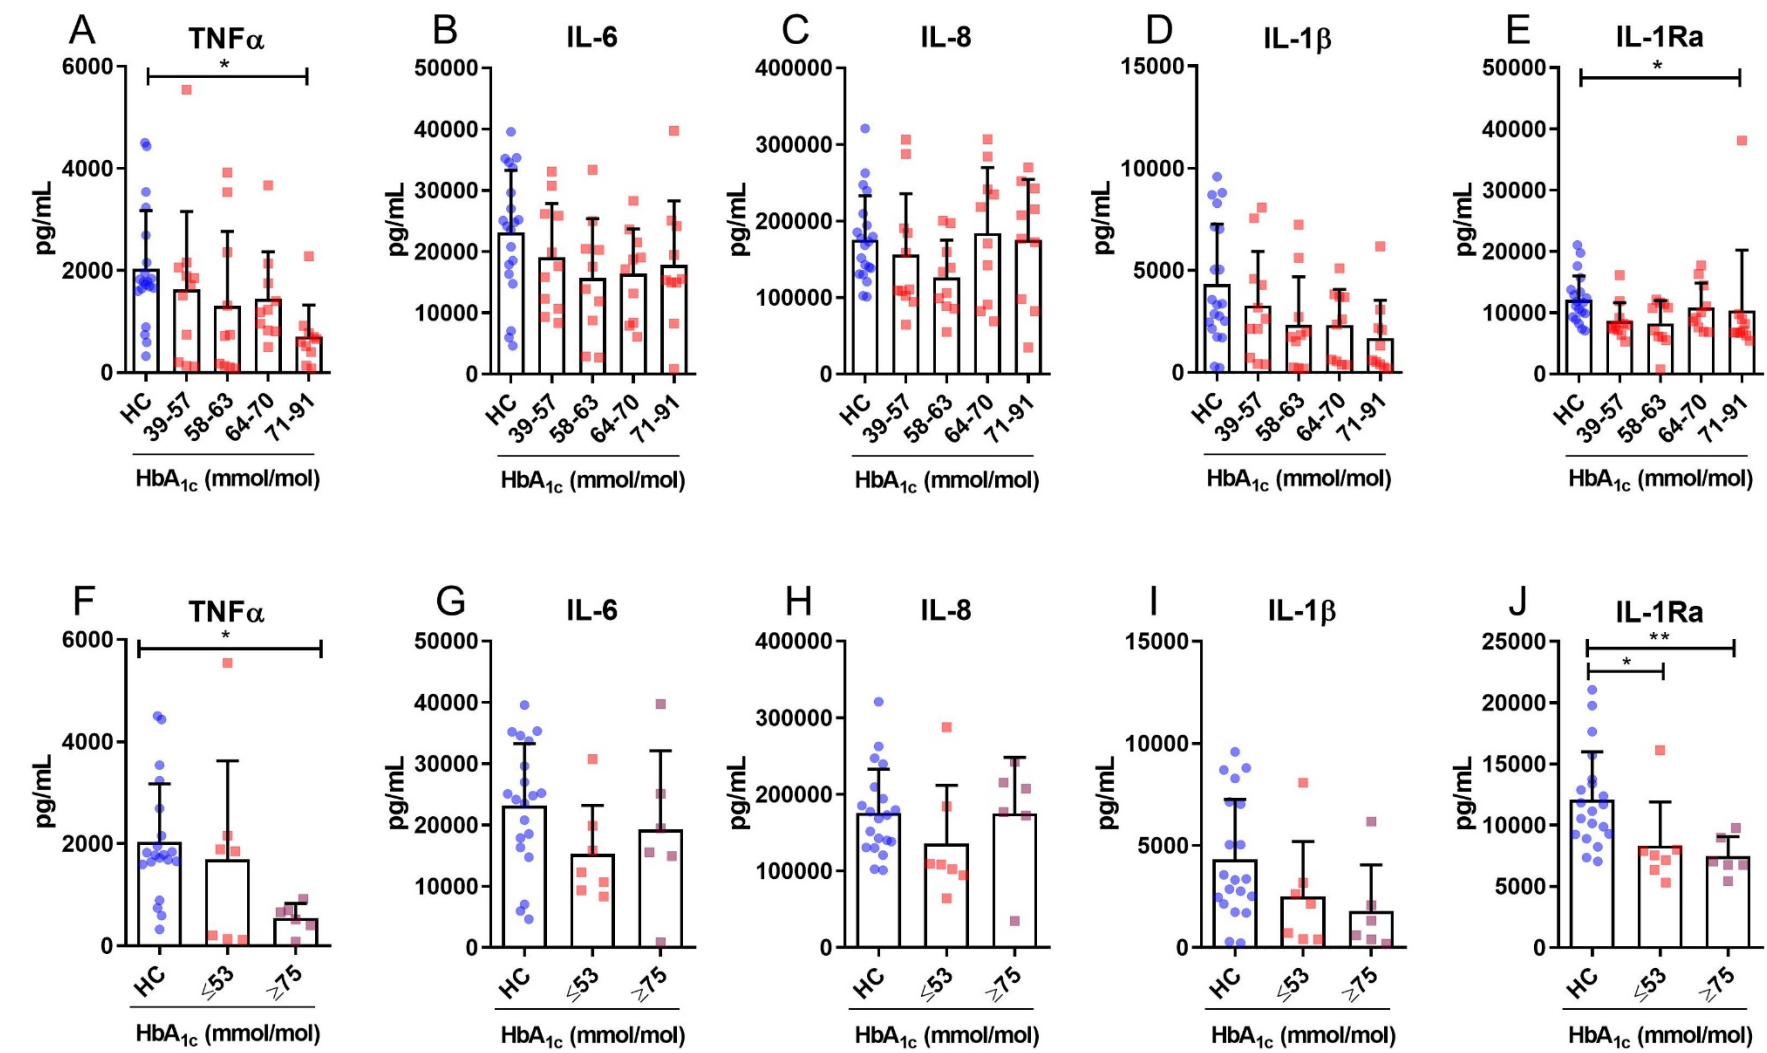 A
TNFα
pg/mL
6000
4000
2000
0
*
HC
39-57
58-63
64-70
71-91
HbA1c (mmol/mol)
B
IL-6
pg/mL
50000
40000
30000
20000
10000
0
HC
39-57
58-63
64-70
71-91
HbA1c (mmol/mol)
C
IL-8
pg/mL
400000
300000
200000
100000
0
HC
39-57
58-63
64-70
71-91
HbA1c (mmol/mol)
D
IL-1β
pg/mL
15000
10000
5000
0
HC
39-57
58-63
64-70
71-91
HbA1c (mmol/mol)
E
IL-1Ra
pg/mL
50000
40000
30000
20000
10000
0
*
HC
39-57
58-63
64-70
71-91
HbA1c (mmol/mol)
F
TNFα
pg/mL
6000
4000
2000
0
*
HC
≤53
≥75
HbA1c (mmol/mol)
G
IL-6
pg/mL
50000
40000
30000
20000
10000
0
HC
≤53
≥75
HbA1c (mmol/mol)
H
IL-8
pg/mL
400000
300000
200000
100000
0
HC
≤53
≥75
HbA1c (mmol/mol)
I
IL-1β
pg/mL
15000
10000
5000
0
HC
≤53
≥75
HbA1c (mmol/mol)
J
IL-1Ra
pg/mL
25000
20000
15000
10000
5000
0
**
*
HC
≤53
≥75
HbA1c (mmol/mol)